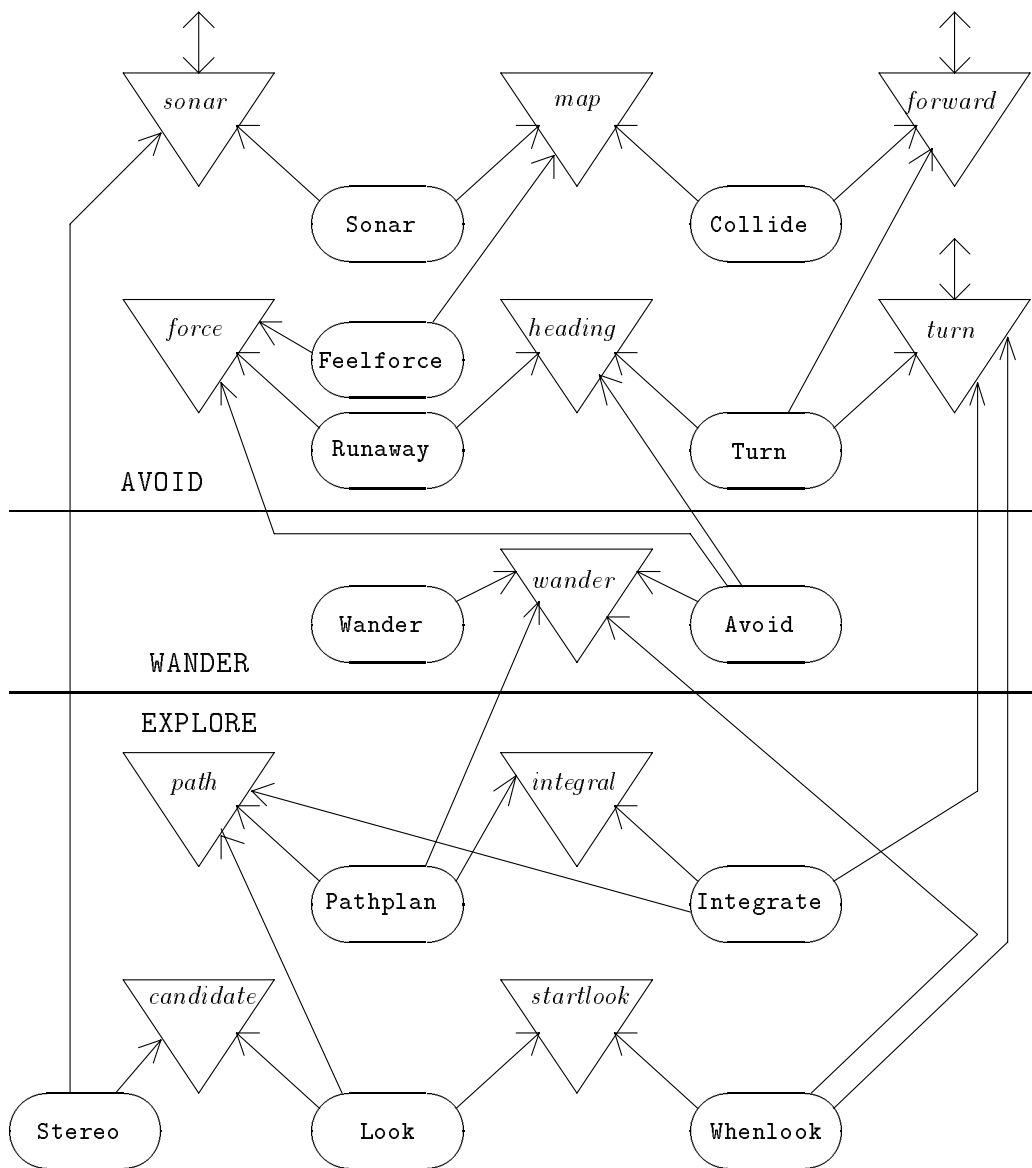 sonar
map
forward
Sonar
Collide
force
heading
turn
Feelforce
Runaway
Turn
AVOID
wander
Wander
Avoid
WANDER
EXPLORE
path
integral
Pathplan
Integrate
candidate
startlook
Stereo
Look
Whenlook